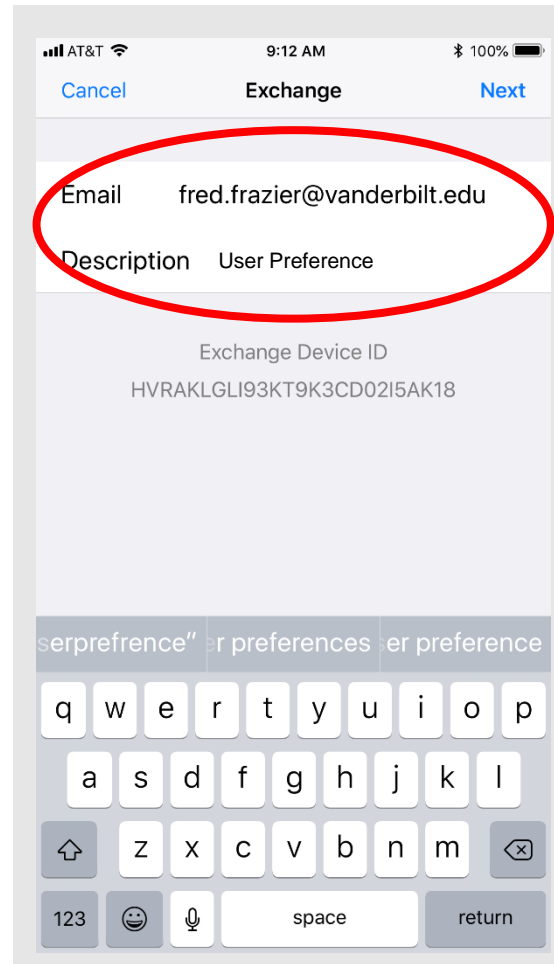 AT&T 9:12 AM 100%
Cancel Exchange Next
Email fred.frazier@vanderbilt.edu
Description User Preference
Exchange Device ID
HVRAKLGLI93KT9K3CD02I5AK18
serprefrence" er preferences er preference
q w e r t y u i o p
a s d f g h j k l
z x c v b n m
123 space return